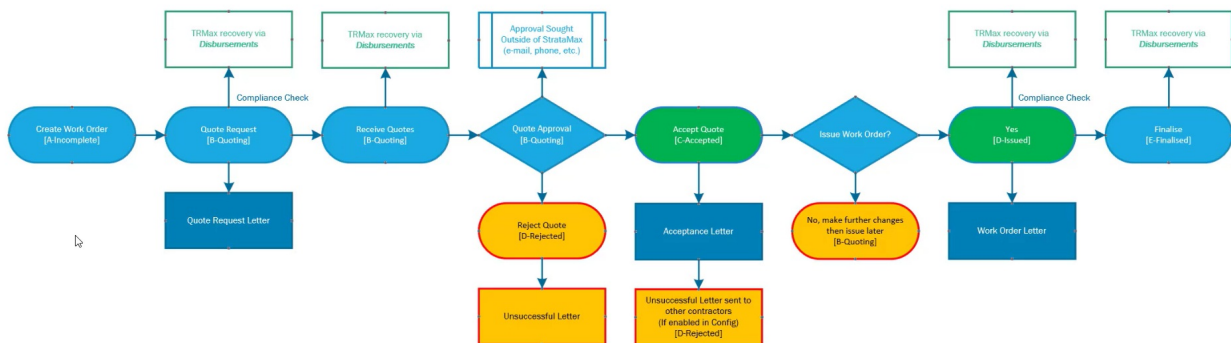 TRMax recovery via
Disbursements
TRMax recovery via
Disbursements
Approval Sought
Outside of StrataMax
(e-mail, phone, etc.)
TRMax recovery via
Disbursements
TRMax recovery via
Disbursements
Compliance Check
Compliance Check
Create Work Order
[A-Incomplete]
Quote Request
[B-Quoting]
Receive Quotes
[B-Quoting]
Quote Approval
[B-Quoting]
Accept Quote
[C-Accepted]
Issue Work Order?
Yes
[D-Issued]
Finalise
[E-Finalised]
Quote Request Letter
Reject Quote
[D-Rejected]
Acceptance Letter
No, make further changes
then issue later
[B-Quoting]
Work Order Letter
Unsuccessful Letter
Unsuccessful Letter sent to
other contractors
(If enabled in Config)
[D-Rejected]